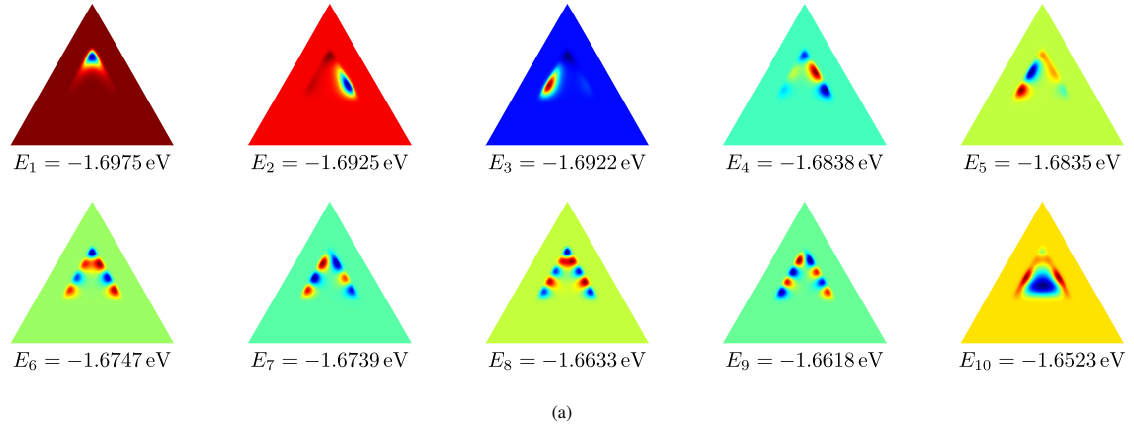 E₁ = −1.6975 eV E₂ = −1.6925 eV E₃ = −1.6922 eV E₄ = −1.6838 eV E₅ = −1.6835 eV
E₆ = −1.6747 eV E₇ = −1.6739 eV E₈ = −1.6633 eV E₉ = −1.6618 eV E₁₀ = −1.6523 eV
(a)